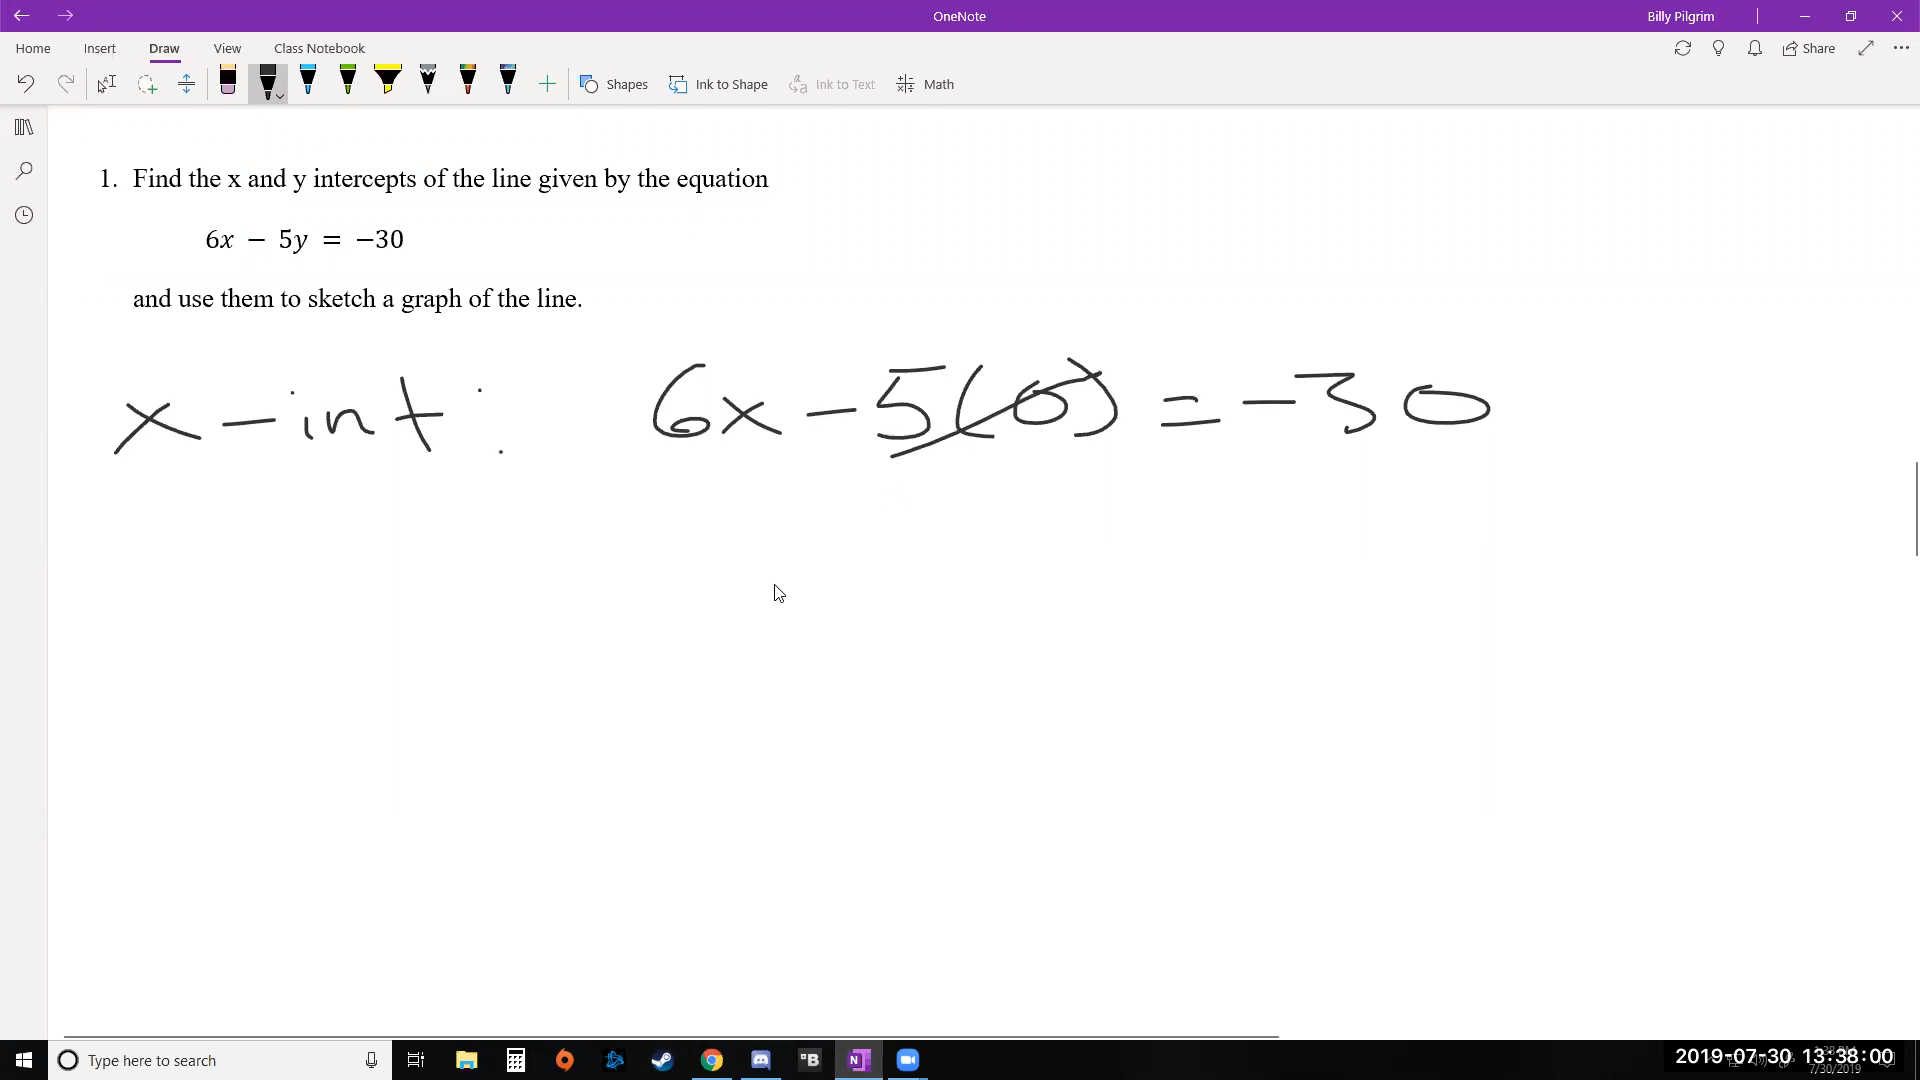 OneNote
Billy Pilgrim
Home Insert Draw View Class Notebook
Share
Shapes Ink to Shape Ink to Text Math
1. Find the x and y intercepts of the line given by the equation
6x − 5y = −30
and use them to sketch a graph of the line.
x - int : 6x - 5(0) = -30
Type here to search
2019-07-30 13:38:00
7/30/2019